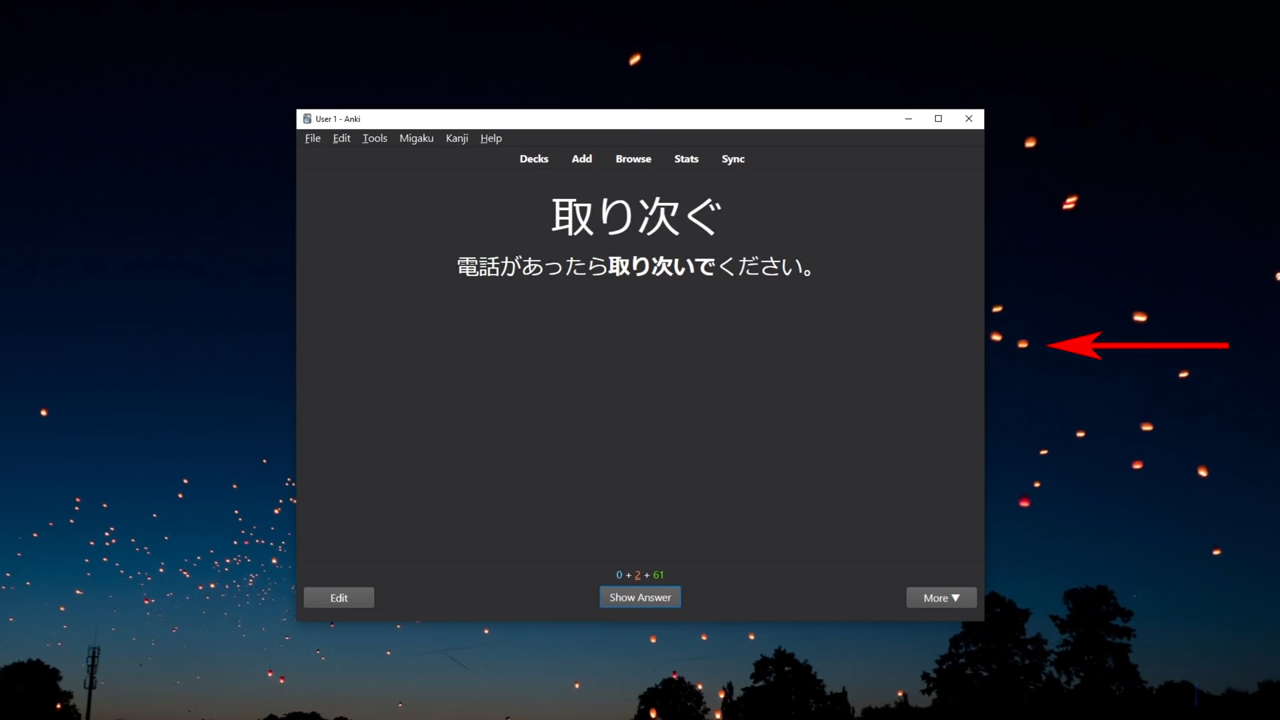 User 1 - Anki
File Edit Tools Migaku Kanji Help
Decks Add Browse Stats Sync
取り次ぐ
電話があったら取り次いでください。
0 + 2 + 61
Edit Show Answer More ▼